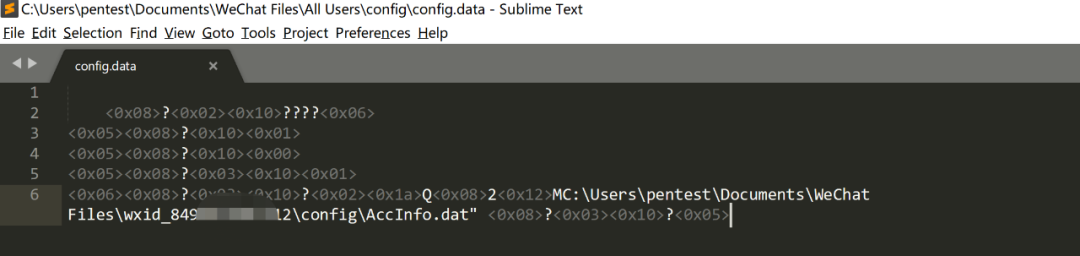 C:\Users\pentest\Documents\WeChat Files\All Users\config\config.data - Sublime Text
File Edit Selection Find View Goto Tools Project Preferences Help
config.data ×
1
2 <0x08>?<0x02><0x10>????<0x06>
3 <0x05><0x08>?<0x10><0x01>
4 <0x05><0x08>?<0x10><0x00>
5 <0x05><0x08>?<0x03><0x10><0x01>
6 <0x06><0x08>?<0x10>?<0x02><0x1a>Q<0x08>2<0x12>MC:\Users\pentest\Documents\WeChat
Files\wxid_849 12\config\AccInfo.dat" <0x08>?<0x03><0x10>?<0x05>